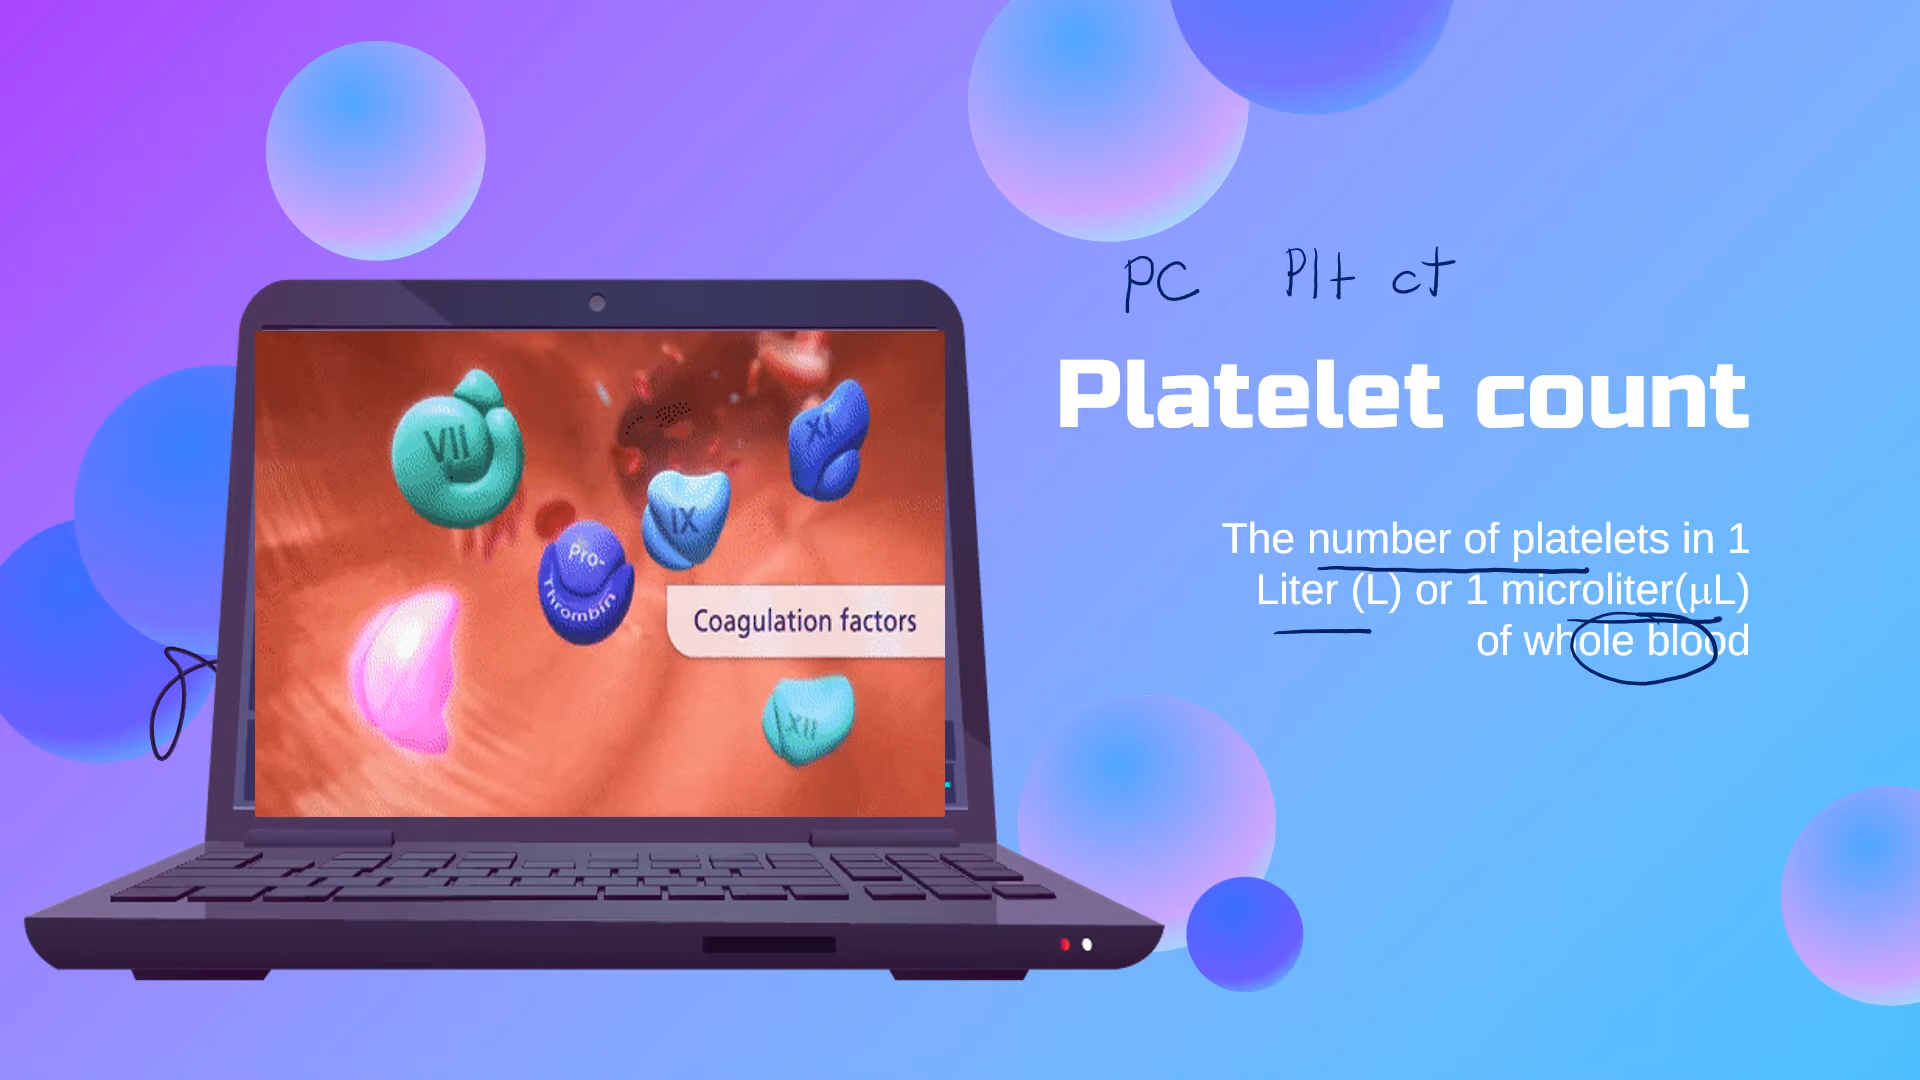 PC Plt ct
Platelet count
The number of platelets in 1
Liter (L) or 1 microliter(µL)
of whole blood
VII
XI
IX
Pro-
Thrombin
Coagulation factors
XII